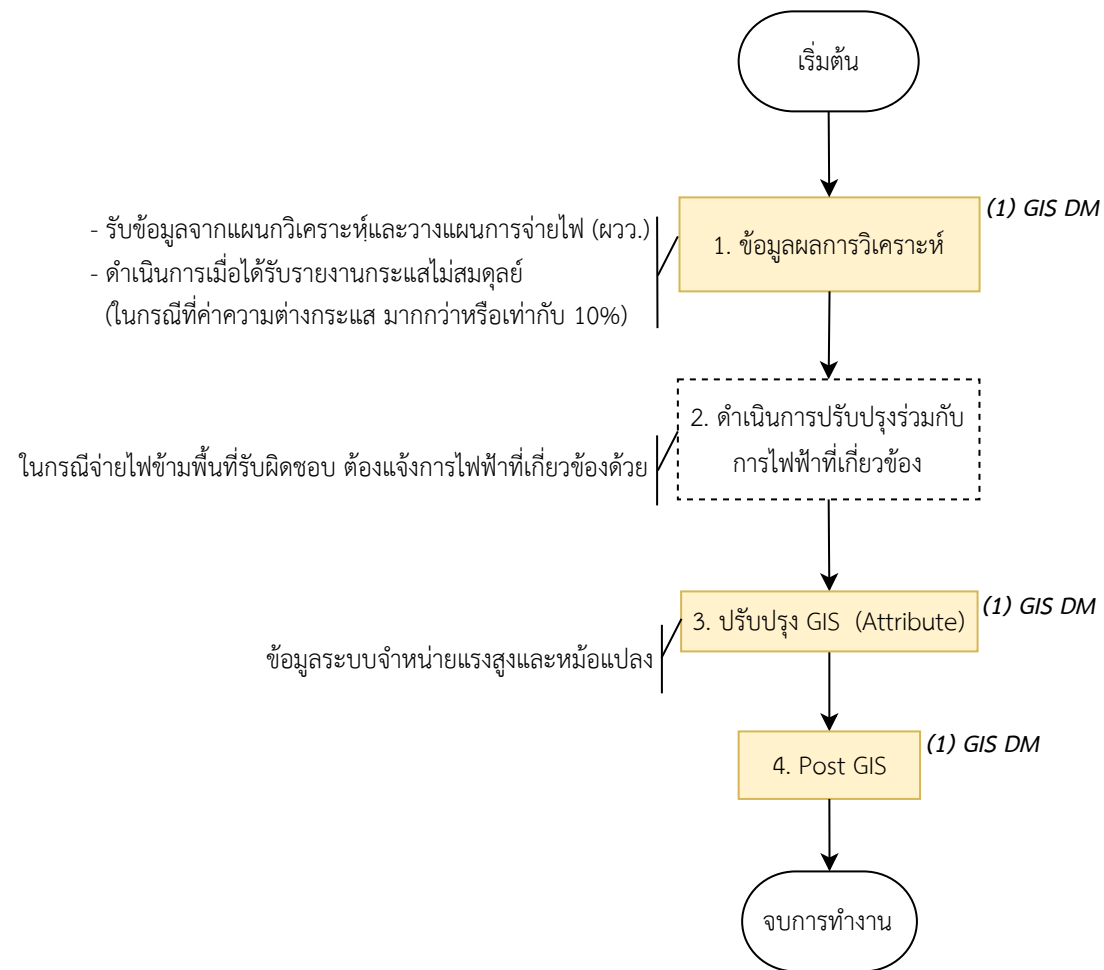 เริ่มต้น
(1) GIS DM
- รับข้อมูลจากแผนกวิเคราะห์และวางแผนการจ่ายไฟ (ผวว.)
- ดำเนินการเมื่อได้รับรายงานกระแสไม่สมดุลย์
(ในกรณีที่ค่าความต่างกระแส มากกว่าหรือเท่ากับ 10%)
1. ข้อมูลผลการวิเคราะห์
2. ดำเนินการปรับปรุงร่วมกับ
การไฟฟ้าที่เกี่ยวข้อง
ในกรณีจ่ายไฟข้ามพื้นที่รับผิดชอบ ต้องแจ้งการไฟฟ้าที่เกี่ยวข้องด้วย
(1) GIS DM
3. ปรับปรุง GIS (Attribute)
ข้อมูลระบบจำหน่ายแรงสูงและหม้อแปลง
(1) GIS DM
4. Post GIS
จบการทำงาน